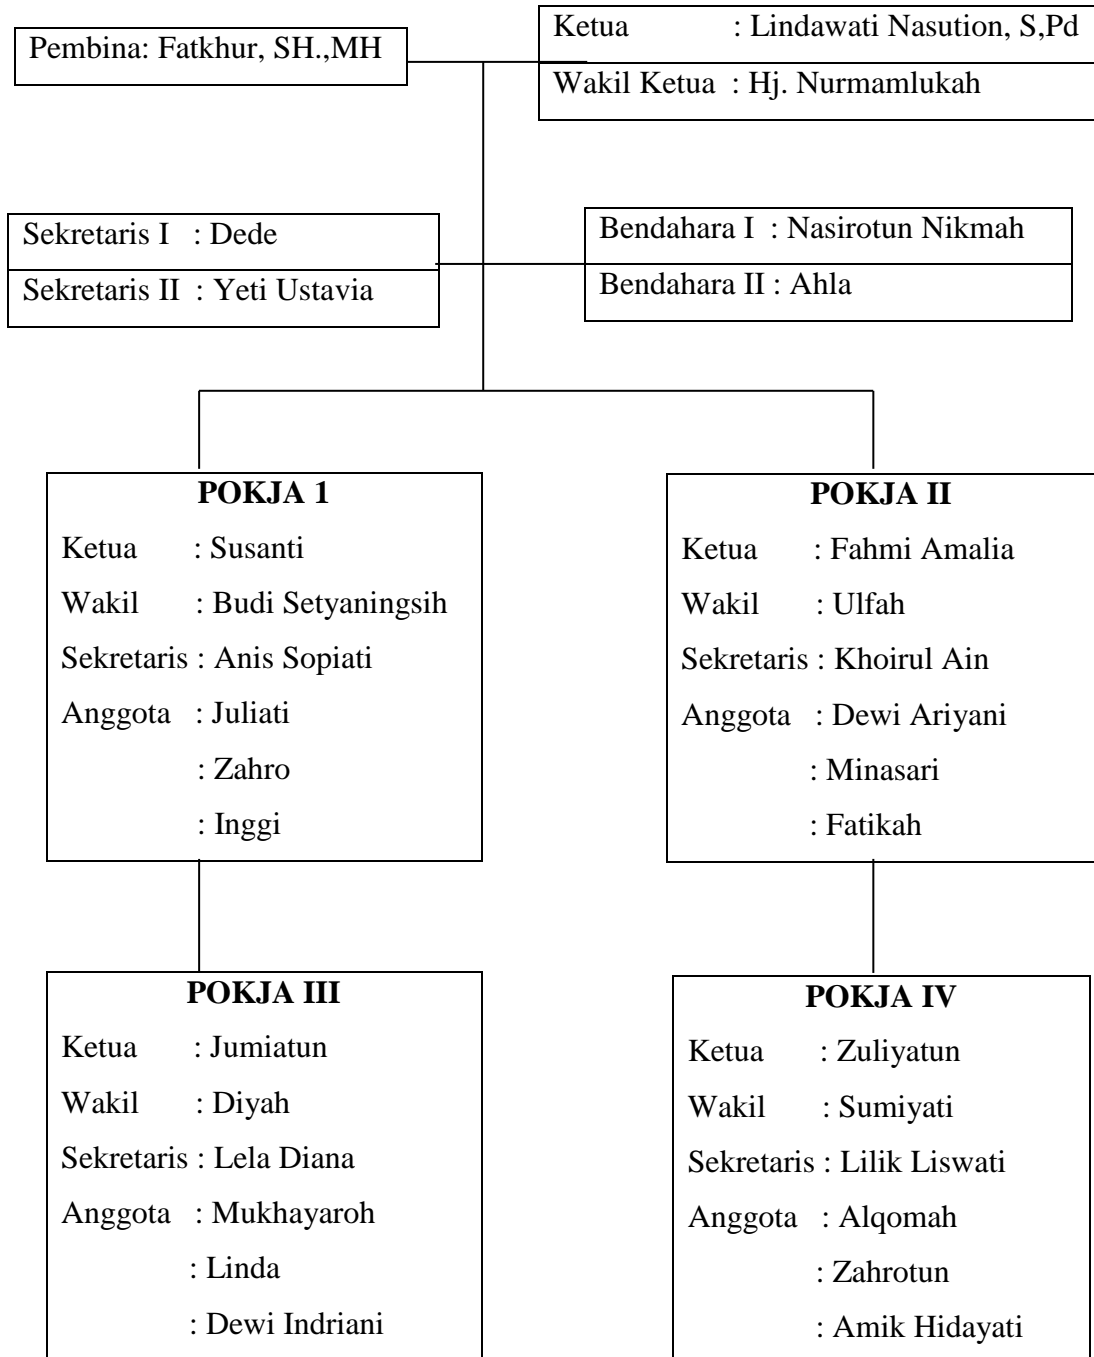 Pembina: Fatkhur, SH.,MH
Ketua : Lindawati Nasution, S,Pd
Wakil Ketua : Hj. Nurmamlukah
Sekretaris I : Dede
Sekretaris II : Yeti Ustavia
Bendahara I : Nasirotun Nikmah
Bendahara II : Ahla
POKJA 1
Ketua : Susanti
Wakil : Budi Setyaningsih
Sekretaris : Anis Sopiati
Anggota : Juliati
: Zahro
: Inggi
POKJA II
Ketua : Fahmi Amalia
Wakil : Ulfah
Sekretaris : Khoirul Ain
Anggota : Dewi Ariyani
: Minasari
: Fatikah
POKJA III
Ketua : Jumiatun
Wakil : Diyah
Sekretaris : Lela Diana
Anggota : Mukhayaroh
: Linda
: Dewi Indriani
POKJA IV
Ketua : Zuliyatun
Wakil : Sumiyati
Sekretaris : Lilik Liswati
Anggota : Alqomah
: Zahrotun
: Amik Hidayati